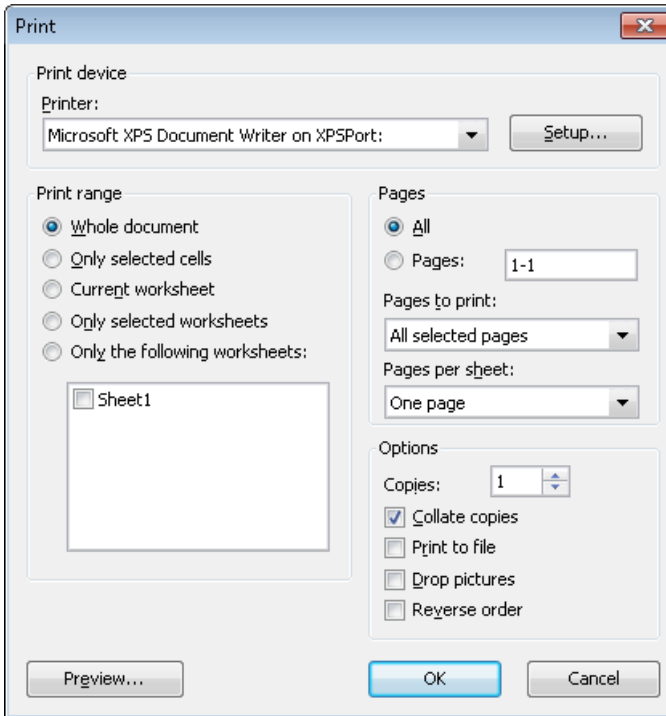 Print
Print device
Printer:
Microsoft XPS Document Writer on XPSPort:
Setup...
Print range
Whole document
Only selected cells
Current worksheet
Only selected worksheets
Only the following worksheets:
Sheet1
Pages
All
Pages:
1-1
Pages to print:
All selected pages
Pages per sheet:
One page
Options
Copies:
1
Collate copies
Print to file
Drop pictures
Reverse order
Preview...
OK
Cancel